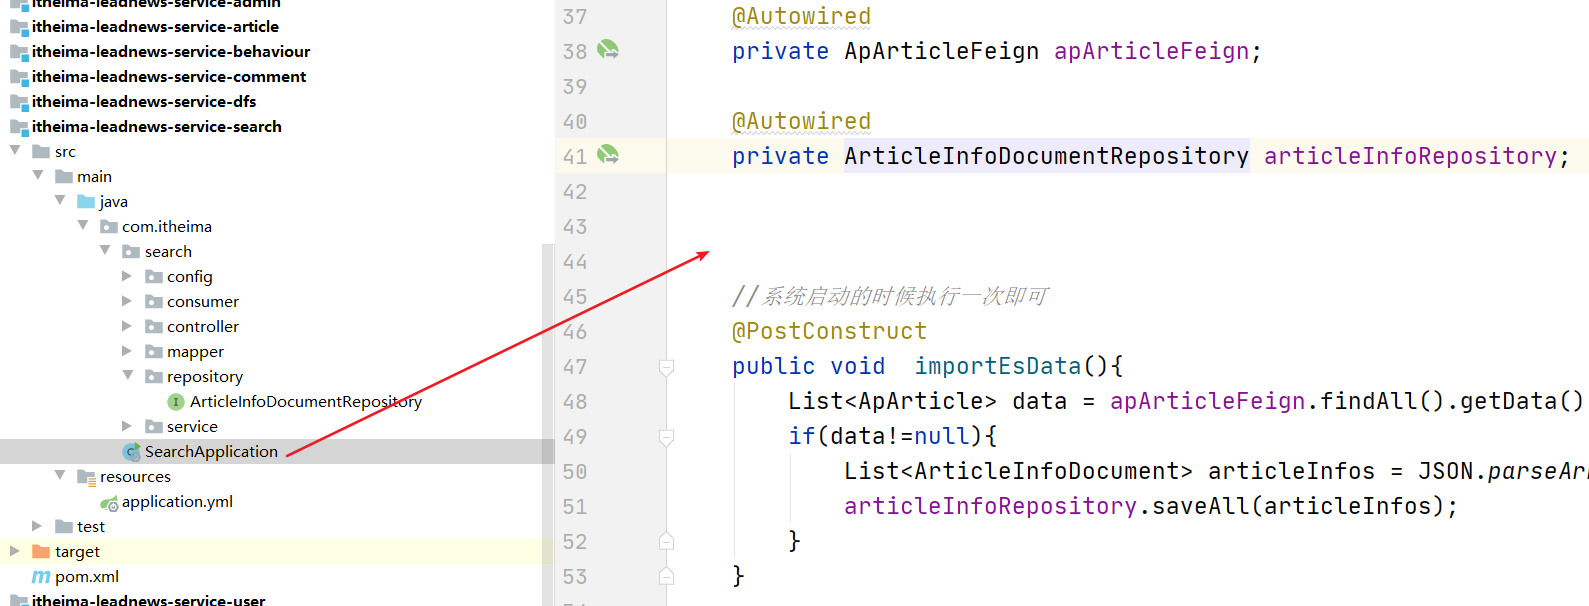 itheima-leadnews-service-admin
itheima-leadnews-service-article
itheima-leadnews-service-behaviour
itheima-leadnews-service-comment
itheima-leadnews-service-dfs
itheima-leadnews-service-search
src
main
java
com.itheima
search
config
consumer
controller
mapper
repository
ArticleInfoDocumentRepository
service
SearchApplication
resources
application.yml
test
target
pom.xml
itheima-leadnews-service-user
37 @Autowired
38 private ApArticleFeign apArticleFeign;
39
40 @Autowired
41 private ArticleInfoDocumentRepository articleInfoRepository;
42
43
44
45 //系统启动的时候执行一次即可
46 @PostConstruct
47 public void importEsData(){
48 List<ApArticle> data = apArticleFeign.findAll().getData()
49 if(data!=null){
50 List<ArticleInfoDocument> articleInfos = JSON.parseAr
51 articleInfoRepository.saveAll(articleInfos);
52 }
53 }